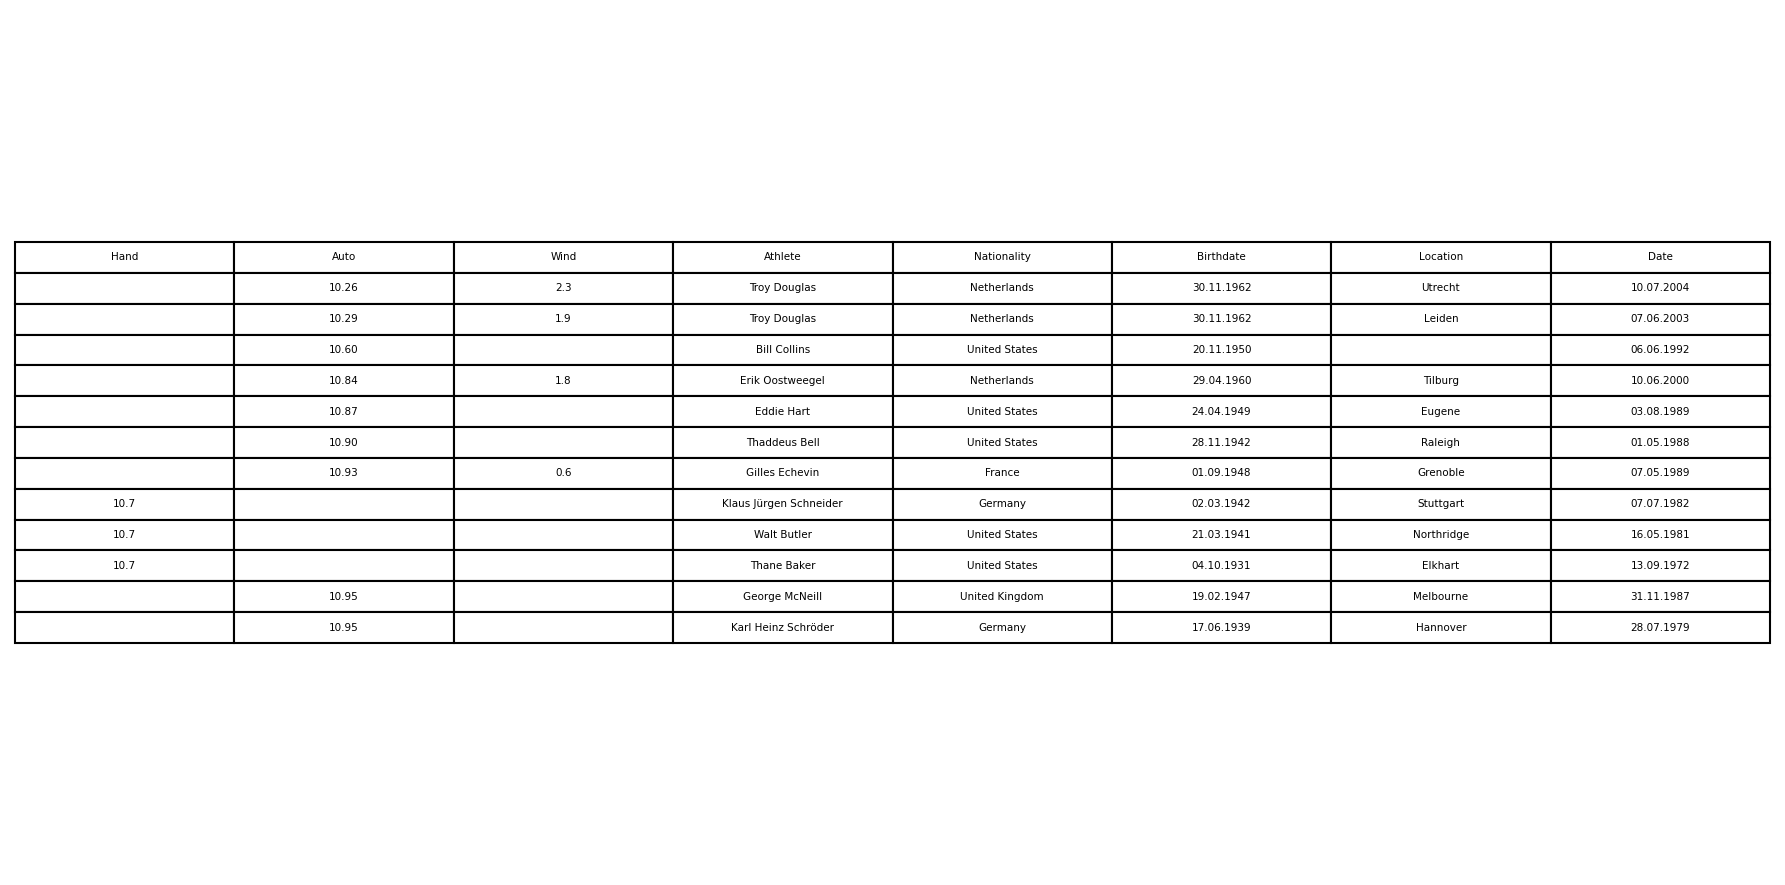 Hand Auto Wind Athlete Nationality Birthdate Location Date
10.26 2.3 Troy Douglas Netherlands 30.11.1962 Utrecht 10.07.2004
10.29 1.9 Troy Douglas Netherlands 30.11.1962 Leiden 07.06.2003
10.60 Bill Collins United States 20.11.1950 06.06.1992
10.84 1.8 Erik Oostweegel Netherlands 29.04.1960 Tilburg 10.06.2000
10.87 Eddie Hart United States 24.04.1949 Eugene 03.08.1989
10.90 Thaddeus Bell United States 28.11.1942 Raleigh 01.05.1988
10.93 0.6 Gilles Echevin France 01.09.1948 Grenoble 07.05.1989
10.7 Klaus Jürgen Schneider Germany 02.03.1942 Stuttgart 07.07.1982
10.7 Walt Butler United States 21.03.1941 Northridge 16.05.1981
10.7 Thane Baker United States 04.10.1931 Elkhart 13.09.1972
10.95 George McNeill United Kingdom 19.02.1947 Melbourne 31.11.1987
10.95 Karl Heinz Schröder Germany 17.06.1939 Hannover 28.07.1979